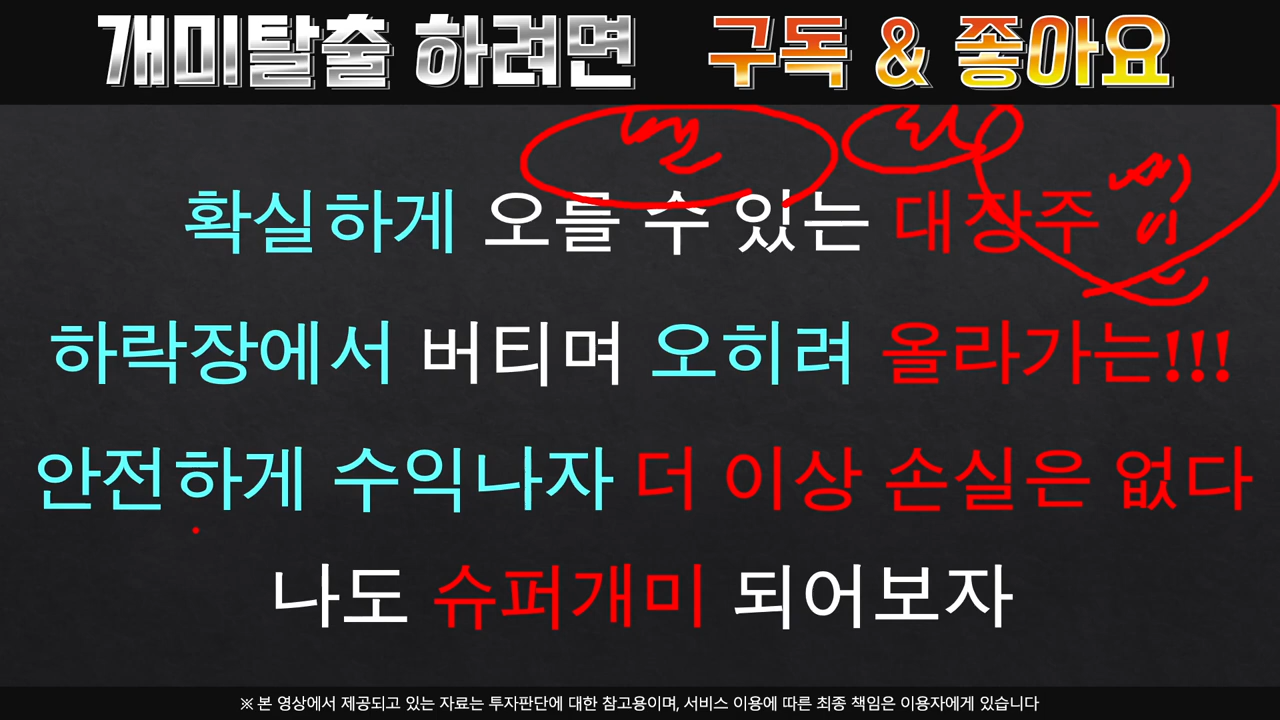 개미탈출 하려면 구독 & 좋아요
확실하게 오를 수 있는 대장주
하락장에서 버티며 오히려 올라가는!!!
안전하게 수익나자 더 이상 손실은 없다
나도 슈퍼개미 되어보자
※ 본 영상에서 제공되고 있는 자료는 투자판단에 대한 참고용이며, 서비스 이용에 따른 최종 책임은 이용자에게 있습니다